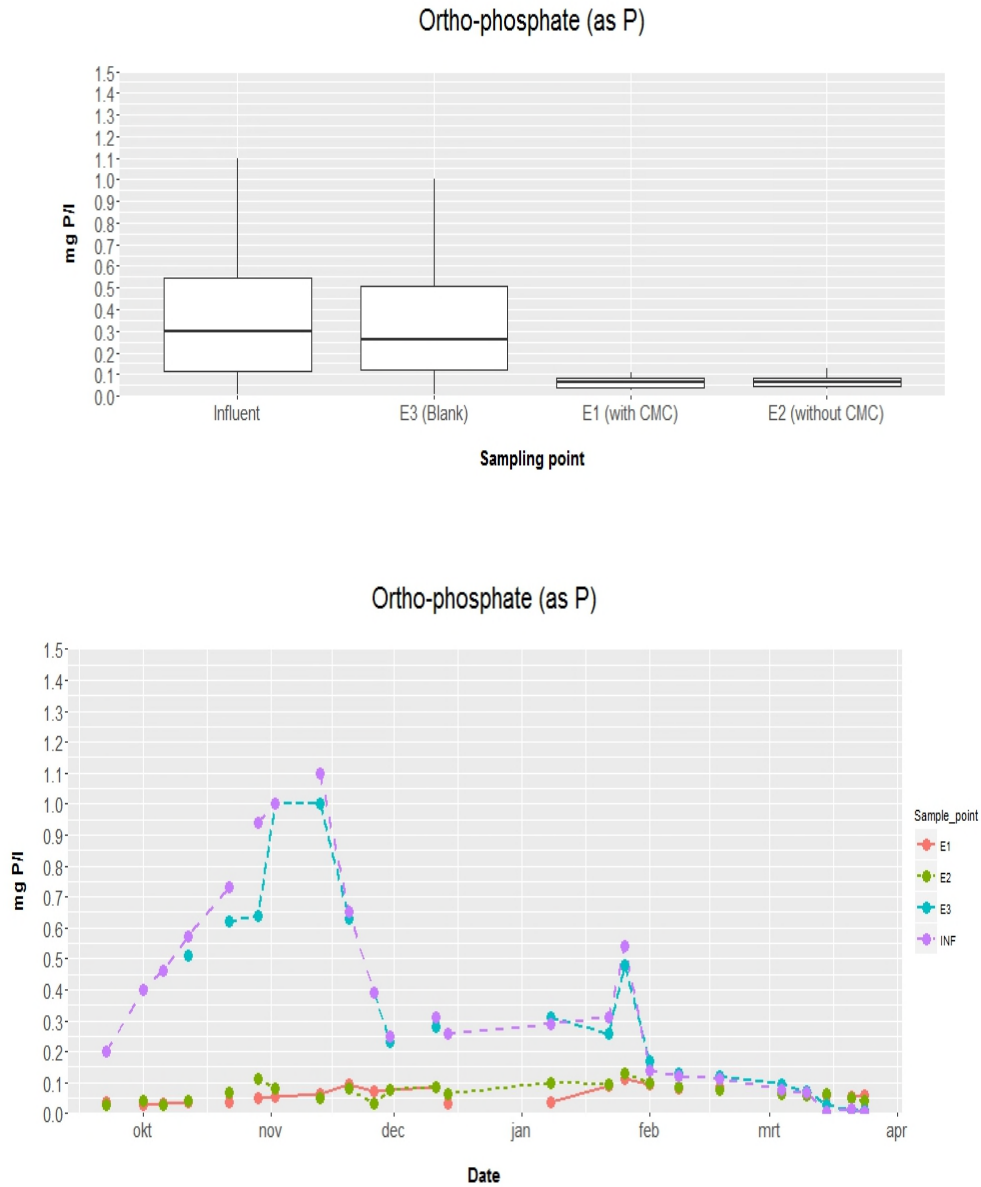 Ortho-phosphate (as P)
1.5
1.4
1.3
1.2
1.1
1.0
0.9
0.8
0.7
0.6
0.5
0.4
0.3
0.2
0.1
0.0
mg P/l
Influent E3 (Blank) E1 (with CMC) E2 (without CMC)
Sampling point
Ortho-phosphate (as P)
1.5
1.4
1.3
1.2
1.1
1.0
0.9
0.8
0.7
0.6
0.5
0.4
0.3
0.2
0.1
0.0
mg P/l
okt nov dec jan feb mrt apr
Date
Sample_point
E1
E2
E3
INF